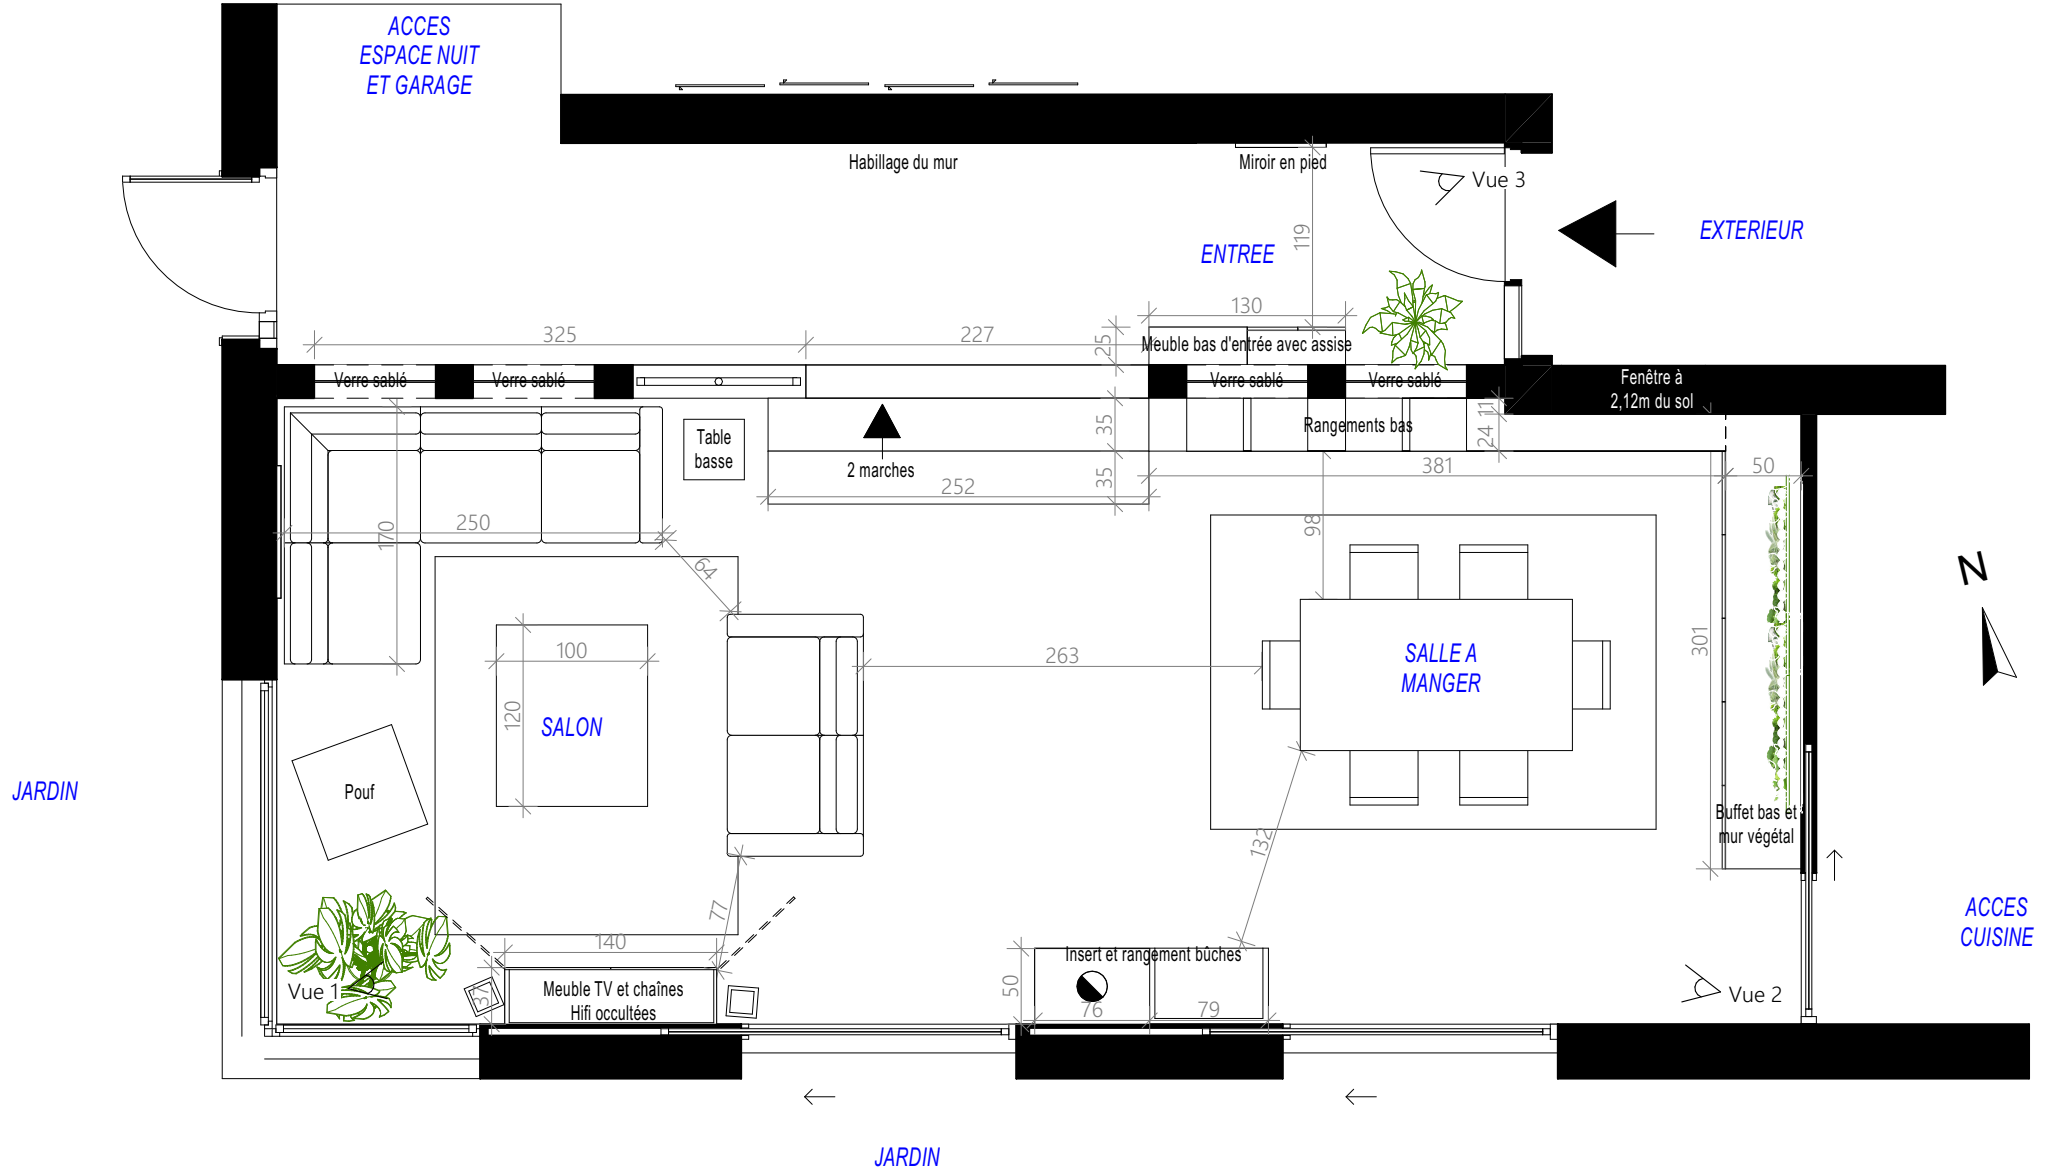 ACCES
ESPACE NUIT
ET GARAGE
Habillage du mur
Miroir en pied
Vue 3
EXTERIEUR
ENTREE
119
130
325
227
25
Meuble bas d'entrée avec assise
Verre sablé
Verre sablé
Verre sablé
Verre sablé
Fenêtre à
2,12m du sol
11
24
35
Rangements bas
Table
basse
2 marches
35
252
381
50
250
170
98
64
N
301
263
100
120
SALON
SALLE A
MANGER
JARDIN
Pouf
132
Buffet bas et
mur végétal
77
ACCES
CUISINE
140
Insert et rangement bûches
Vue 1
37
Meuble TV et chaînes
Hifi occultées
50
76
79
Vue 2
JARDIN